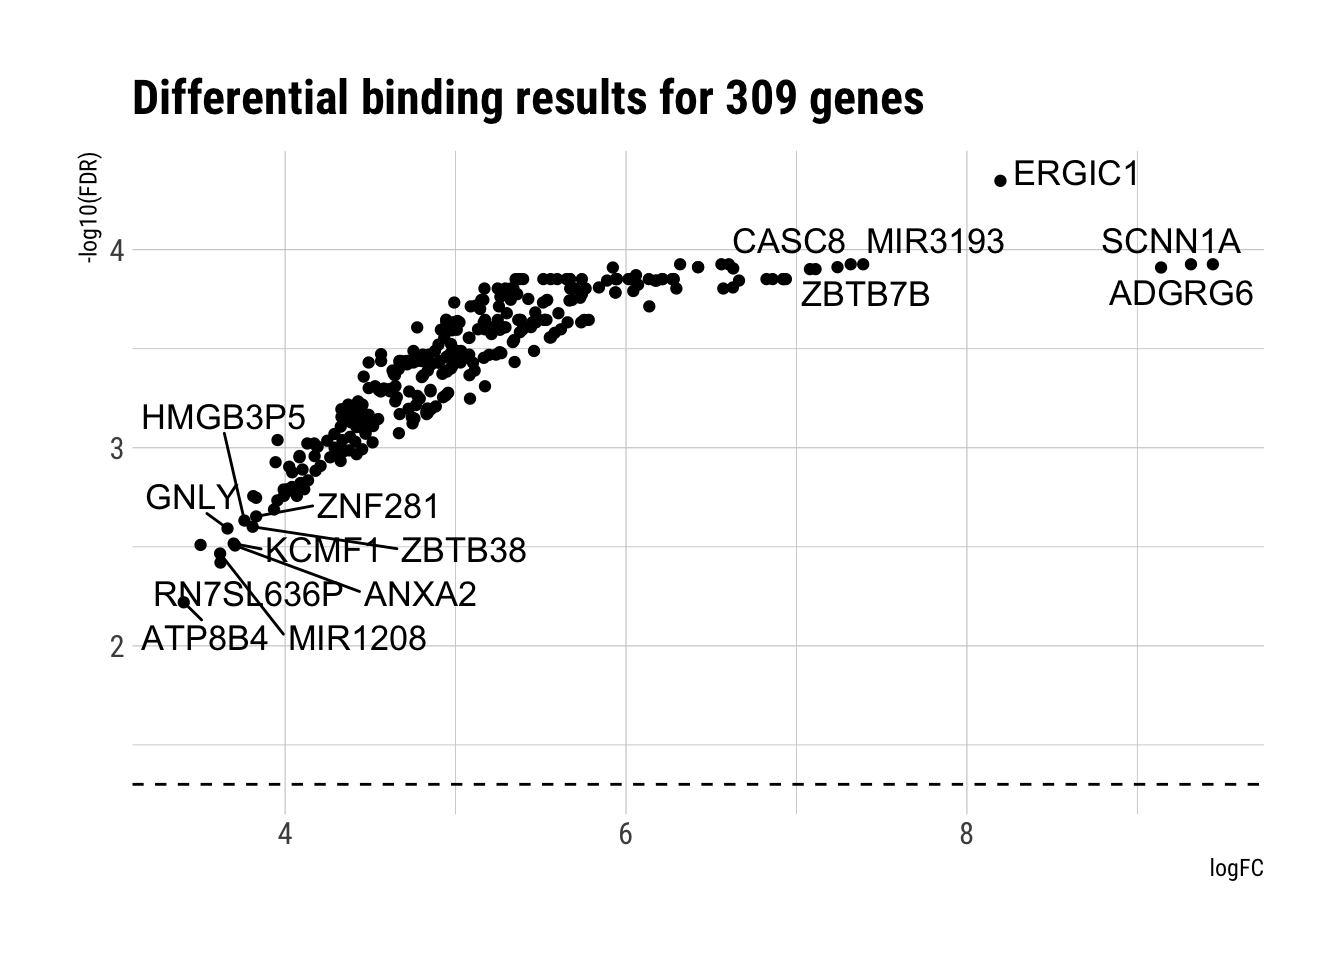 Differential binding results for 309 genes
-log10(FDR)
ERGIC1
4
CASC8
MIR3193
SCNN1A
ZBTB7B
ADGRG6
HMGB3P5
3
GNLY
ZNF281
KCMF1
ZBTB38
RN7SL636P
ANXA2
2
ATP8B4
MIR1208
4
6
8
logFC